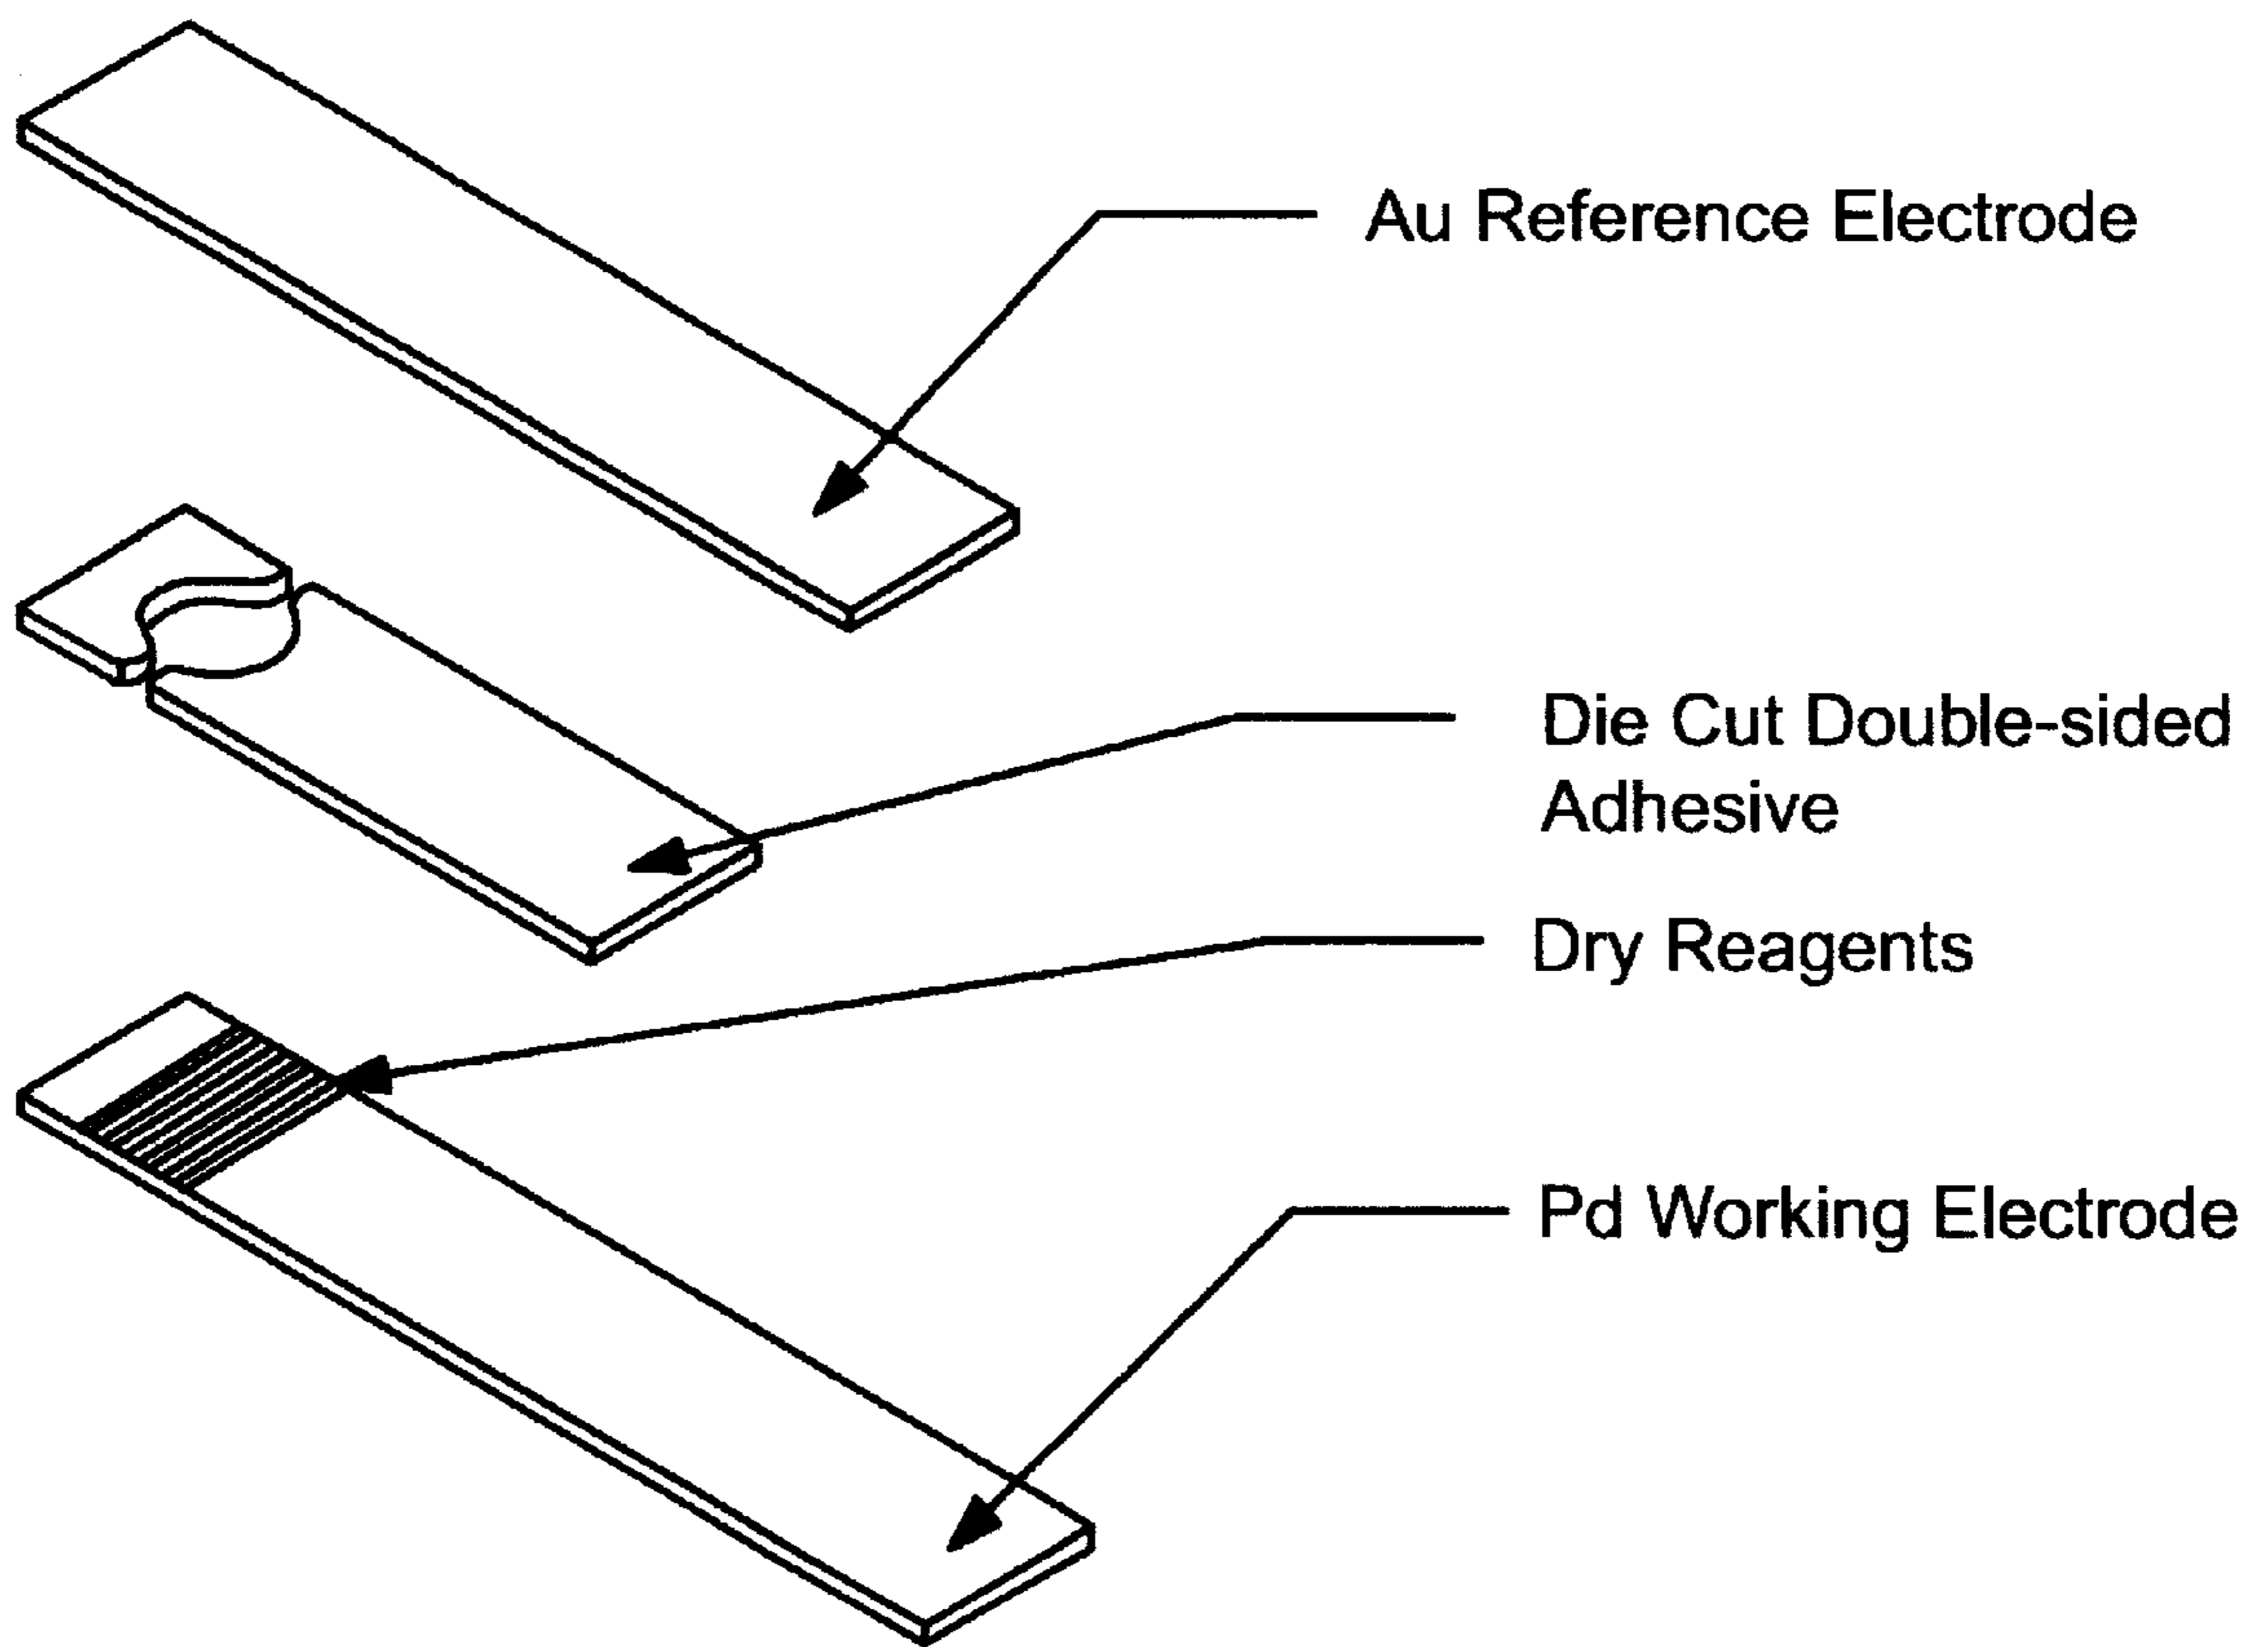 Au Reference Electrode
Die Cut Double-sided
Adhesive
Dry Reagents
Pd Working Electrode